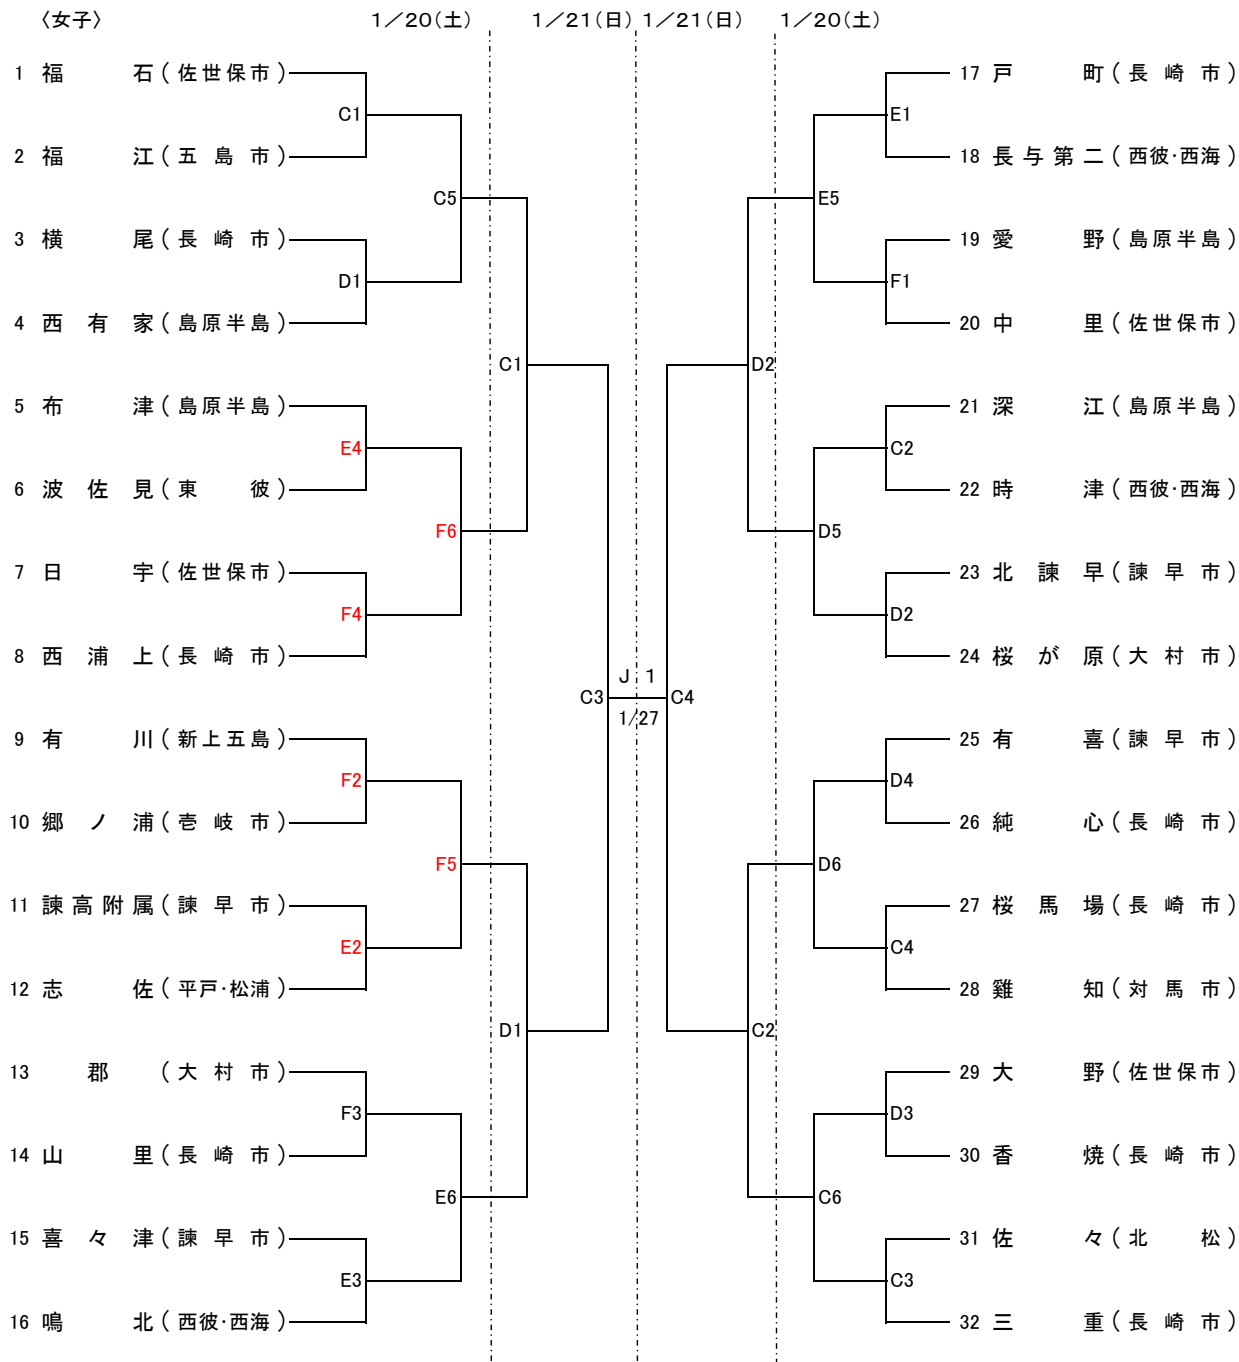 〈女子〉 1／20(土) 1／21(日) 1／21(日) 1／20(土)
1 福石(佐世保市) 17 戸町(長崎市)
C1 E1
2 福江(五島市) 18 長与第二(西彼･西海)
C5 E5
3 横尾(長崎市) 19 愛野(島原半島)
D1 F1
4 西有家(島原半島) 20 中里(佐世保市)
C1 D2
5 布津(島原半島) 21 深江(島原半島)
E4 C2
6 波佐見(東彼) 22 時津(西彼･西海)
F6 D5
7 日宇(佐世保市) 23 北諫早(諫早市)
F4 D2
8 西浦上(長崎市) 24 桜が原(大村市)
J 1
C3 C4
1/27
9 有川(新上五島) 25 有喜(諫早市)
F2 D4
10 郷ノ浦(壱岐市) 26 純心(長崎市)
F5 D6
11 諫高附属(諫早市) 27 桜馬場(長崎市)
E2 C4
12 志佐(平戸･松浦) 28 雞知(対馬市)
D1 C2
13 郡(大村市) 29 大野(佐世保市)
F3 D3
14 山里(長崎市) 30 香焼(長崎市)
E6 C6
15 喜々津(諫早市) 31 佐々(北松)
E3 C3
16 鳴北(西彼･西海) 32 三重(長崎市)